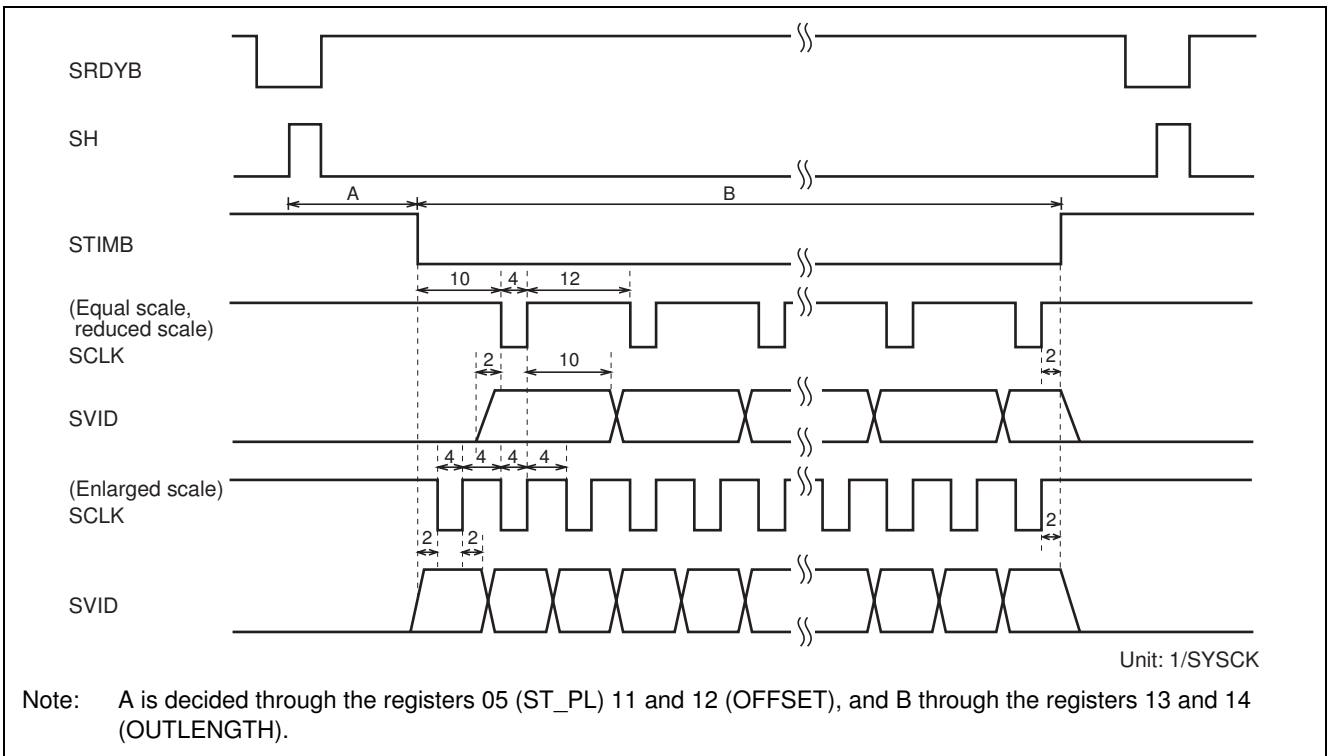 SRDYB
SH
A B
STIMB
10 4 12
(Equal scale,
reduced scale)
SCLK
2 10 2
SVID
4 4 4 4
(Enlarged scale)
SCLK
2 2 2
SVID
Unit: 1/SYSCK
Note: A is decided through the registers 05 (ST_PL) 11 and 12 (OFFSET), and B through the registers 13 and 14
(OUTLENGTH).